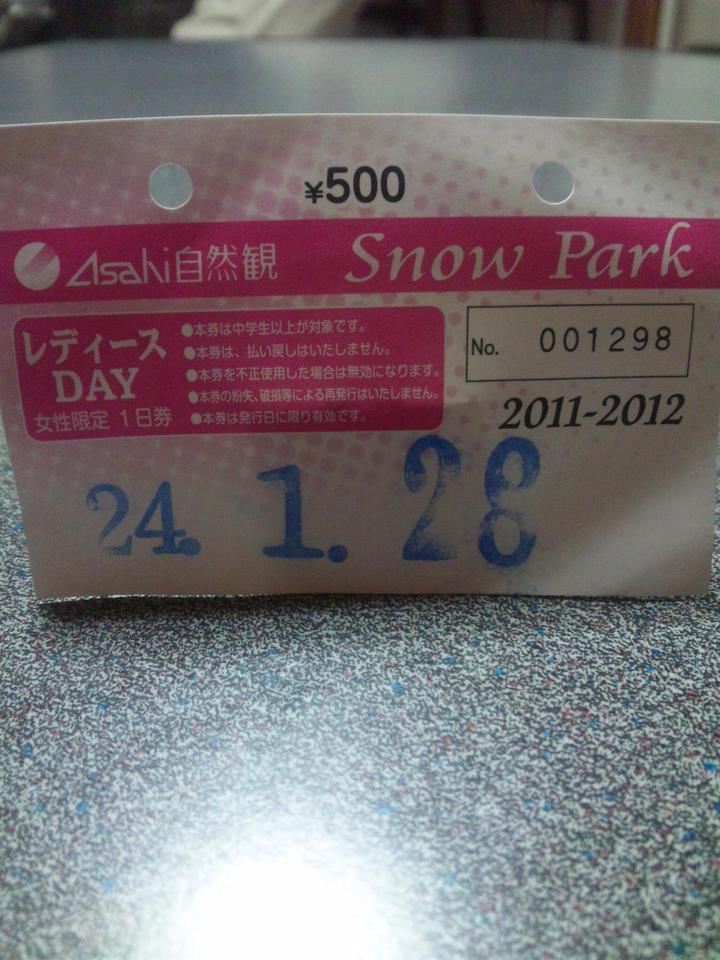 ¥500
Asahi自然観 Snow Park
レディース
DAY
女性限定 1日券
●本券は中学生以上が対象です。
●本券は、払い戻しはいたしません。
●本券を不正使用した場合は無効になります。
●本券の紛失、破損等による再発行はいたしません。
●本券は発行日に限り有効です。
No. 001298
2011-2012
24. 1. 28